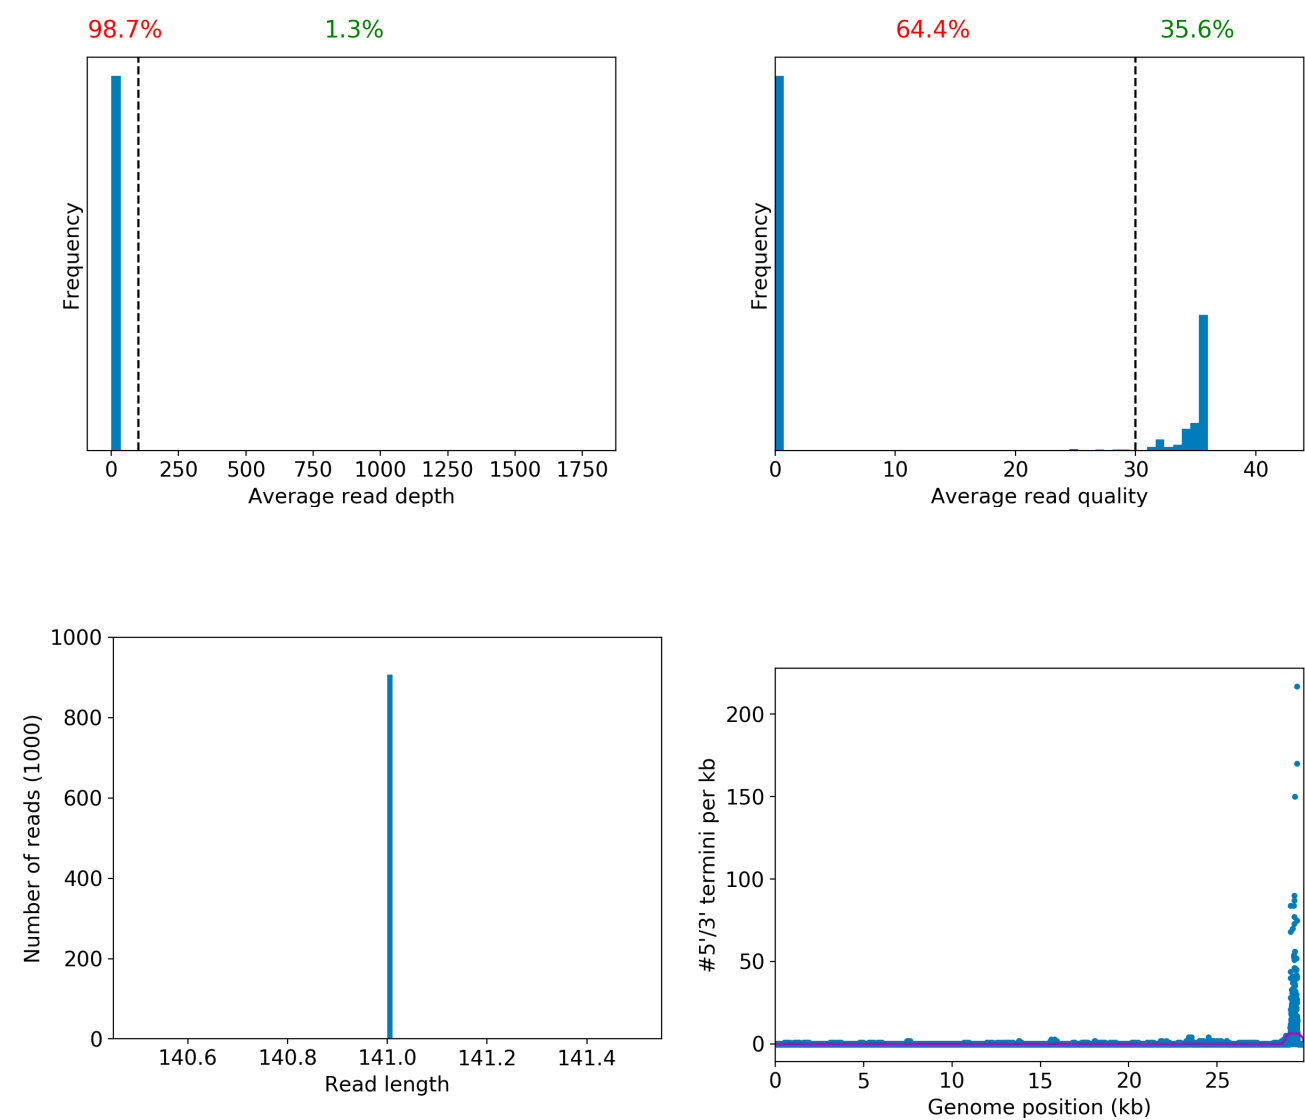 98.7% 1.3%
Frequency
0 250 500 750 1000 1250 1500 1750
Average read depth
64.4% 35.6%
Frequency
0 10 20 30 40
Average read quality
1000
800
600
400
200
0
Number of reads (1000)
140.6 140.8 141.0 141.2 141.4
Read length
200
150
100
50
0
#5'/3' termini per kb
0 5 10 15 20 25
Genome position (kb)